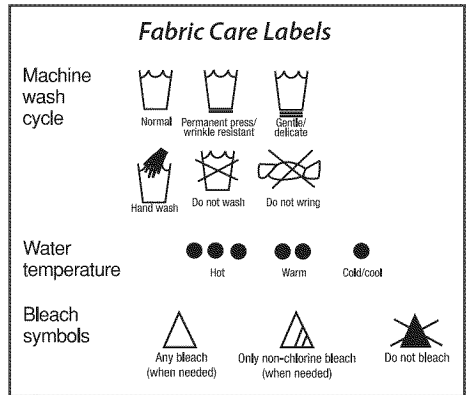 Fabric Care Labels
Machine
wash
cycle
Normal
Permanent press/
wrinkle resistant
Gentle/
delicate
Hand wash
Do not wash
Do not wring
Water
temperature
Hot
Warm
Cold/cool
Bleach
symbols
Any bleach
(when needed)
Only non-chlorine bleach
(when needed)
Do not bleach